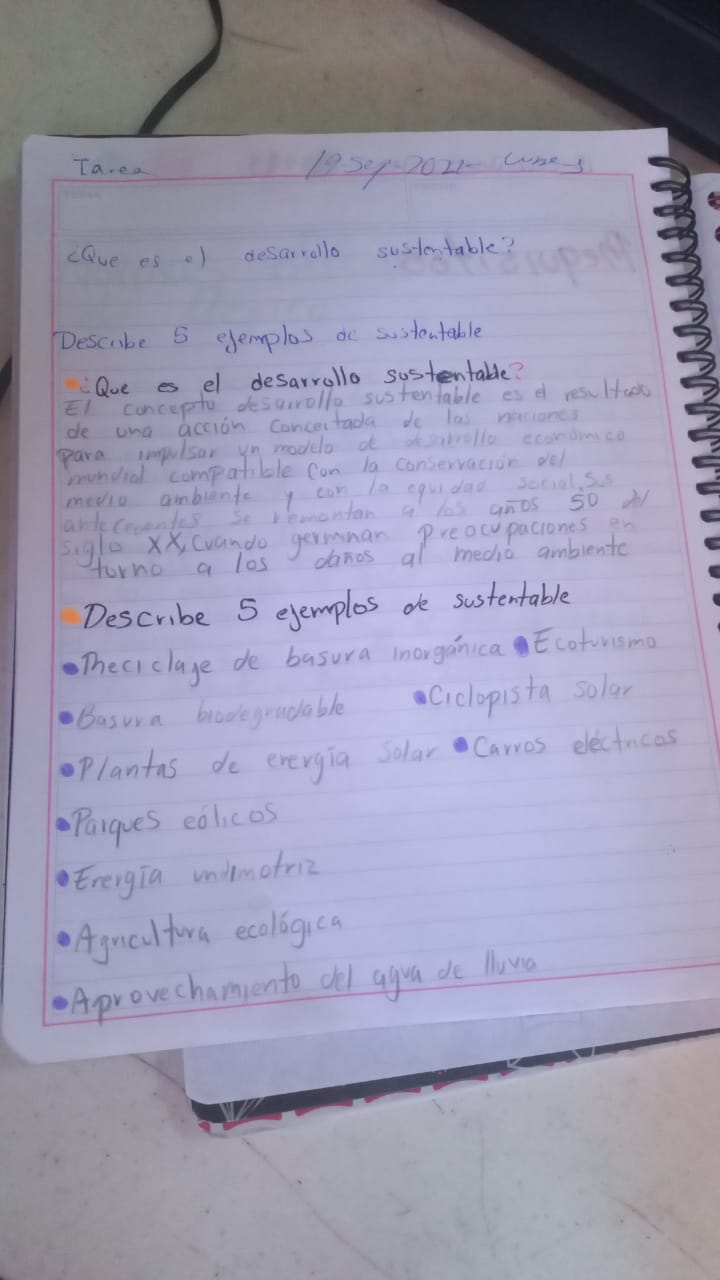 Tarea 19 Sep 2022 Lunes
¿Que es el desarrollo sustentable?
Describe 5 ejemplos de sustentable
¿Que es el desarrollo sustentable?
El concepto desarrollo sustentable es el resultado
de una acción concertada de las naciones
para impulsar un modelo de desarrollo económico
mundial compatible con la conservación del
medio ambiente y con la equidad social. Sus
antecedentes se remontan a los años 50 del
siglo XX, Cuando germinan preocupaciones en
torno a los daños al medio ambiente
Describe 5 ejemplos de sustentable
• Reciclaje de basura inorgánica • Ecoturismo
• Basura biodegradable • Ciclopista solar
• Plantas de energía solar • Carros eléctricos
• Parques eólicos
• Energía undimotriz
• Agricultura ecológica
• Aprovechamiento del agua de lluvia